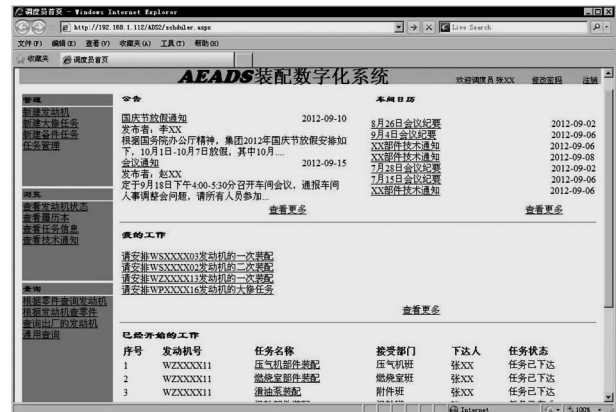 调度员首页 - Windows Internet Explorer
http://192.168.1.112/ADS2/schduler.aspx
Live Search
文件(F) 编辑(E) 查看(V) 收藏夹(A) 工具(T) 帮助(H)
收藏夹 调度员首页
AEADS装配数字化系统
欢迎调度员 张XX 修改密码 注销
管理
新建发动机
新建大修任务
新建备件任务
任务管理
浏览
查看发动机状态
查看履历本
查看任务信息
查看技术通知
查询
根据零件查询发动机
根据发动机查零件
查询出厂的发动机
通用查询
公告
国庆节放假通知 2012-09-10
发布者：李XX
根据国务院办公厅精神，集团2012年国庆节放假安排如
下，10月1日-10月7日放假，其中10月....
会议通知 2012-09-15
发布者：赵XX
定于9月18日下午4:00-5:30分召开车间会议，通报车间
人事调整会问题，请所有人员参加...
查看更多
本周日历
8月26日会议纪要 2012-09-02
9月4日会议纪要 2012-09-06
XX部件技术通知 2012-09-06
XX部件技术通知 2012-09-08
7月28日会议纪要 2012-09-02
7月15日会议纪要 2012-09-06
XX部件技术通知 2012-09-06
查看更多
我的工作
请安排WSXXXX03发动机的一次装配
请安排WSXXXX02发动机的二次装配
请安排WZXXXX13发动机的一次装配
请安排WPXXXX16发动机的大修任务
查看更多
已经开始的工作
序号 发动机号 任务名称 接受部门 下达人 任务状态
1 WZXXXX11 压气机部件装配 压气机班 张XX 任务已下达
2 WZXXXX11 燃烧室部件装配 燃烧室班 张XX 任务已下达
3 WZXXXX11 滑油泵装配 附件班 张XX 任务已下达
Internet 100%